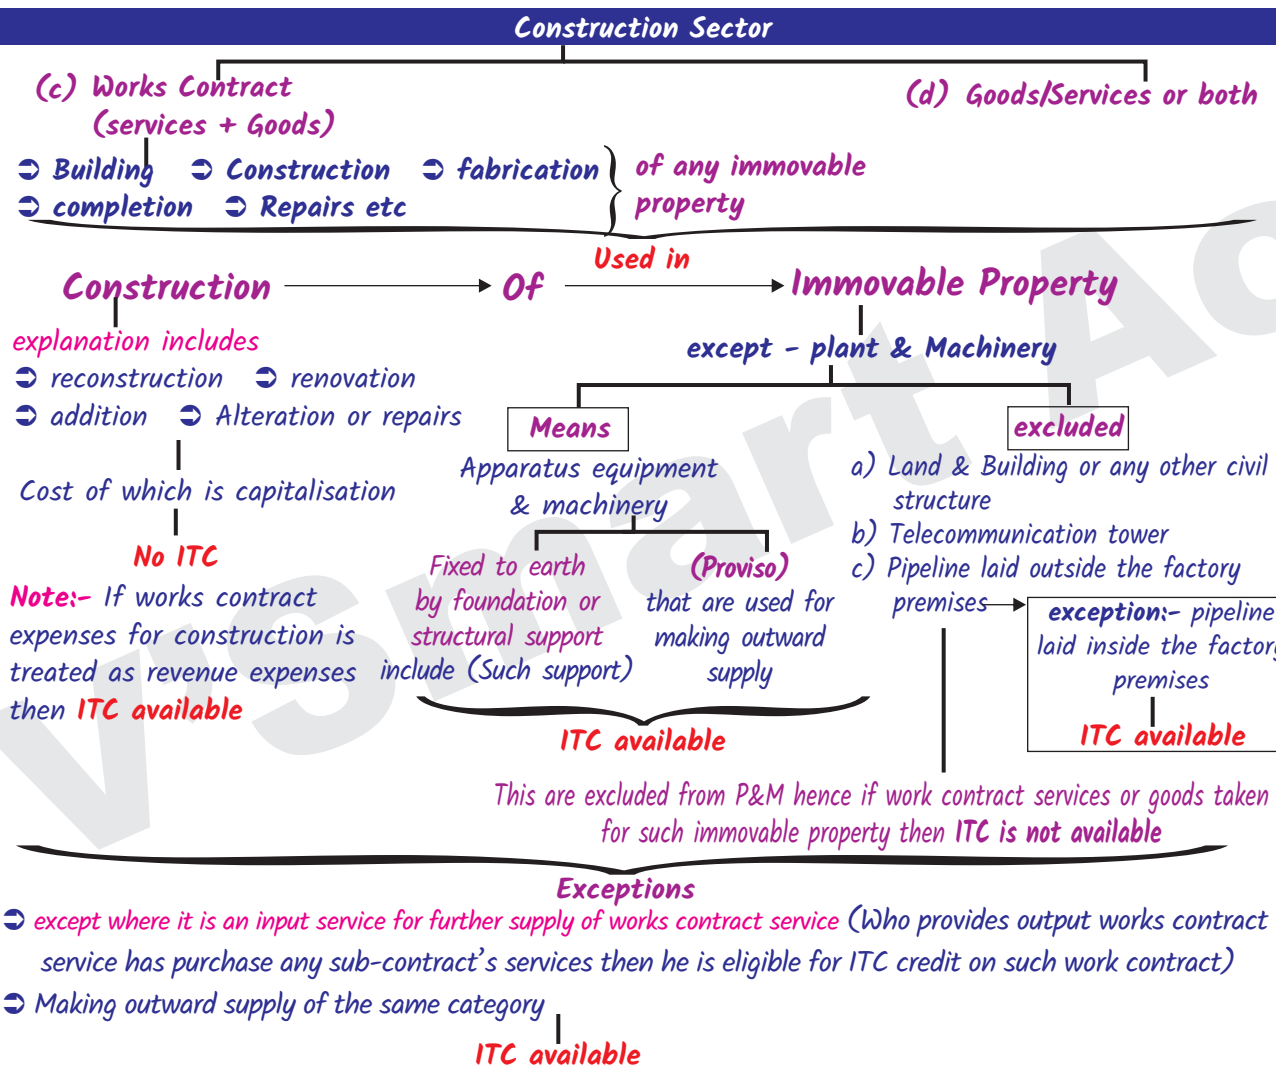 Construction Sector
(c) Works Contract
(services + Goods)
(d) Goods/Services or both
➲ Building ➲ Construction ➲ fabrication
➲ completion ➲ Repairs etc
of any immovable
property
Used in
Construction Of Immovable Property
explanation includes
➲ reconstruction ➲ renovation
➲ addition ➲ Alteration or repairs
Cost of which is capitalisation
No ITC
Note:- If works contract
expenses for construction is
treated as revenue expenses
then ITC available
except - plant & Machinery
Means
Apparatus equipment
& machinery
Fixed to earth
by foundation or
structural support
include (Such support)
(Proviso)
that are used for
making outward
supply
ITC available
excluded
a) Land & Building or any other civil
structure
b) Telecommunication tower
c) Pipeline laid outside the factory
premises
exception:- pipeline
laid inside the factory
premises
ITC available
This are excluded from P&M hence if work contract services or goods taken
for such immovable property then ITC is not available
Exceptions
➲ except where it is an input service for further supply of works contract service (Who provides output works contract
service has purchase any sub-contract's services then he is eligible for ITC credit on such work contract)
➲ Making outward supply of the same category
ITC available
V'Smart Ac